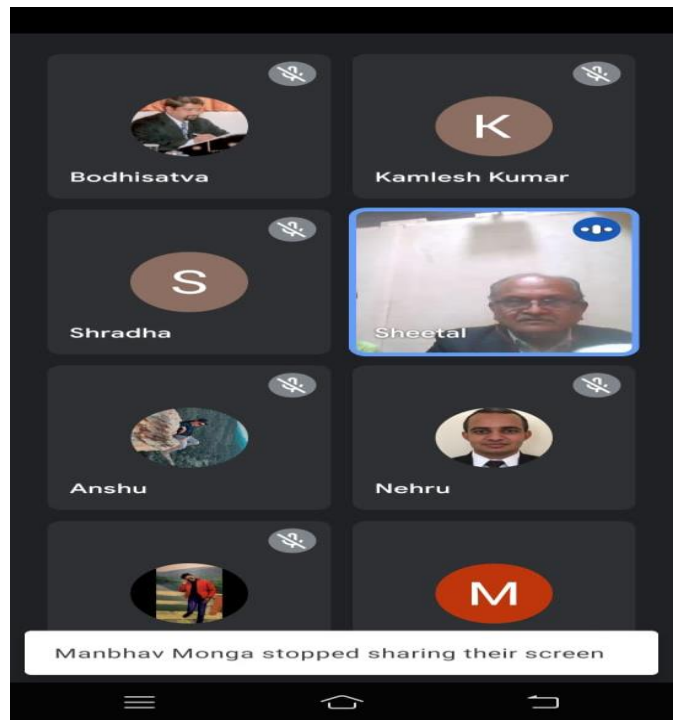 Bodhisatva
K
Kamlesh Kumar
S
Shradha
Sheetal
Anshu
Nehru
M
Manbhav Monga stopped sharing their screen